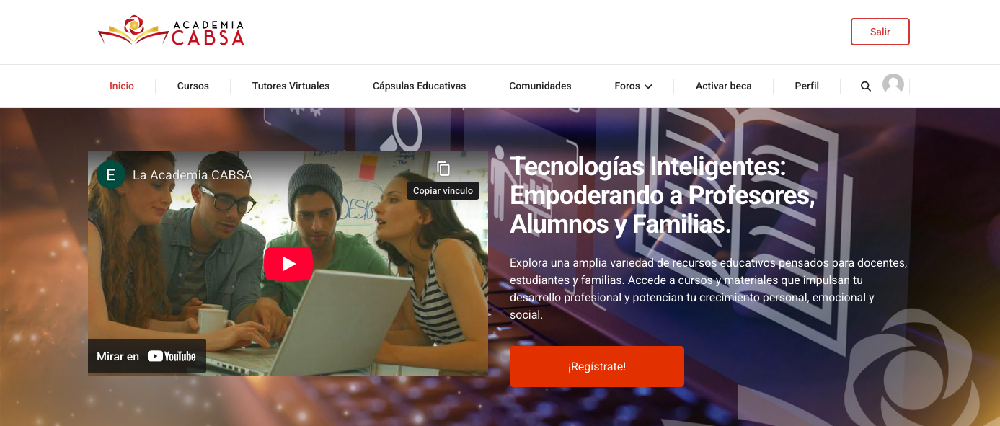 ACADEMIA
CABSA
Salir
Inicio
Cursos
Tutores Virtuales
Cápsulas Educativas
Comunidades
Foros
Activar beca
Perfil
E
La Academia CABSA
Copiar vínculo
DESIG
Mirar en YouTube
Tecnologías Inteligentes:
Empoderando a Profesores,
Alumnos y Familias.
Explora una amplia variedad de recursos educativos pensados para docentes,
estudiantes y familias. Accede a cursos y materiales que impulsan tu
desarrollo profesional y potencian tu crecimiento personal, emocional y
social.
¡Regístrate!